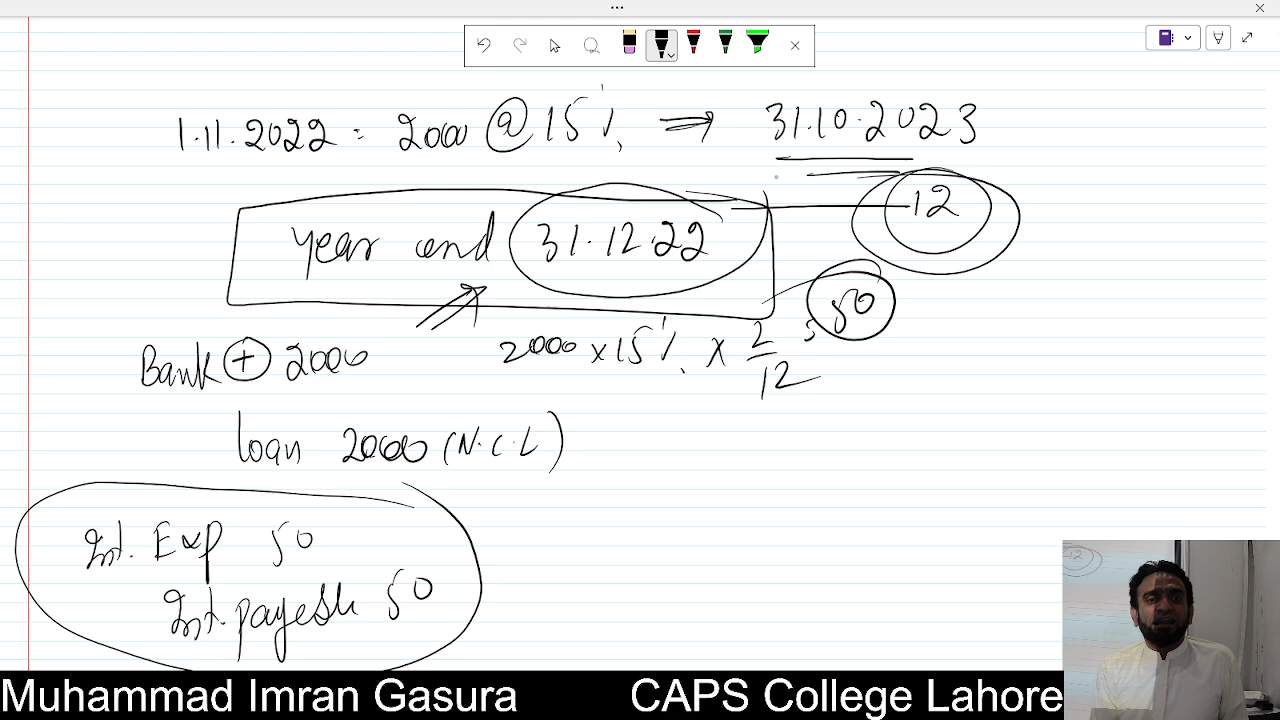 1.11.2022 = 2000 @ 15% ⇒ 31.10.2023
12
year end 31.12.22
50
Bank + 2000 2000 x 15% x 2/12 =
loan 2000 (N.C.L)
Int. Exp 50
Int. payable 50
Muhammad Imran Gasura CAPS College Lahore